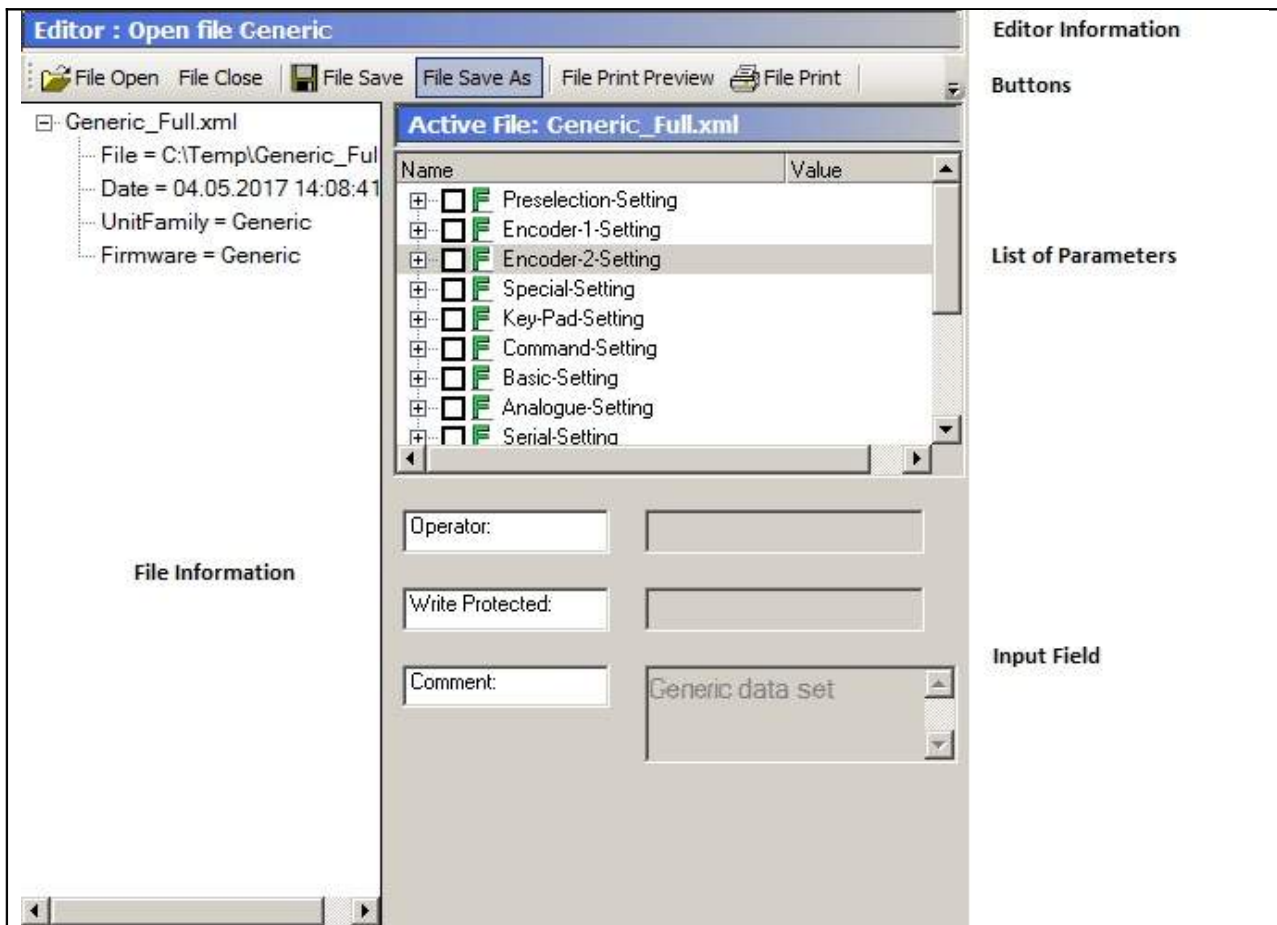 Editor : Open file Generic
Editor Information
File Open File Close File Save File Save As File Print Preview File Print
Buttons
Generic_Full.xml
File = C:\Temp\Generic_Ful
Date = 04.05.2017 14:08:41
UnitFamily = Generic
Firmware = Generic
File Information
Active File: Generic_Full.xml
Name Value
Preselection-Setting
Encoder-1-Setting
Encoder-2-Setting
Special-Setting
Key-Pad-Setting
Command-Setting
Basic-Setting
Analogue-Setting
Serial-Setting
List of Parameters
Operator:
Write Protected:
Comment:
Generic data set
Input Field